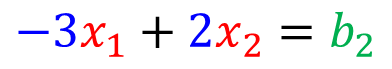 −3x₁ + 2x₂ = b₂